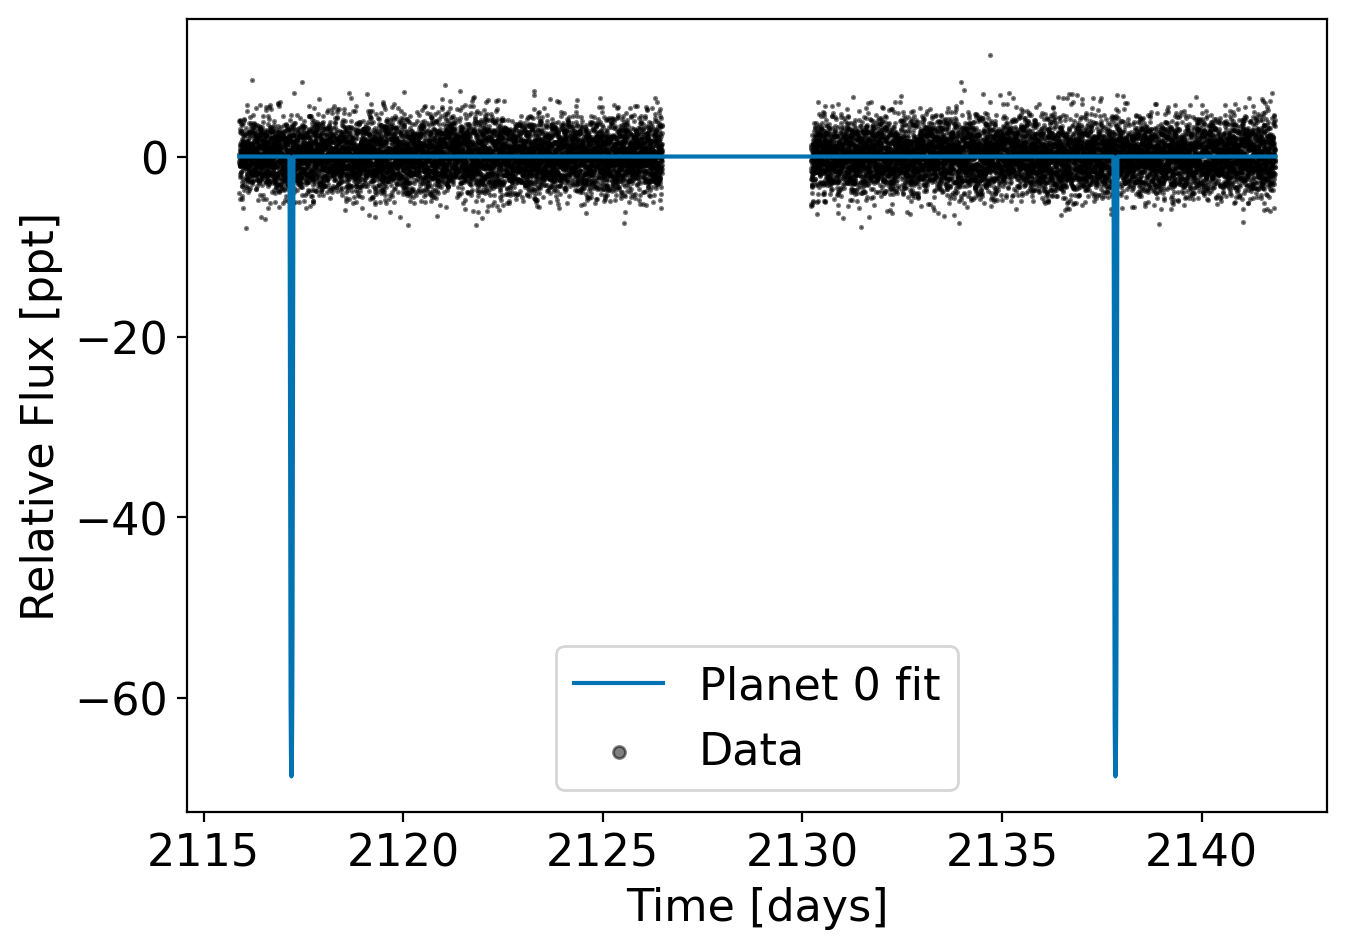 0
−20
−40
−60
Relative Flux [ppt]
Planet 0 fit
Data
2115 2120 2125 2130 2135 2140
Time [days]